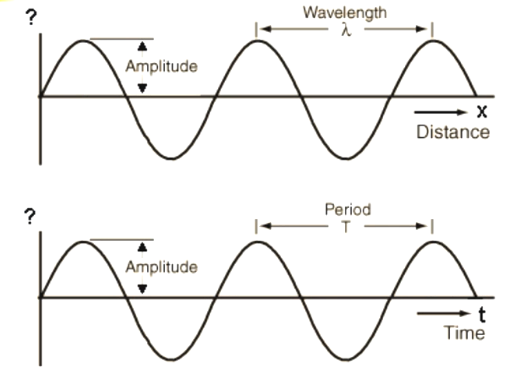 ?
Wavelength
λ
Amplitude
x
Distance
?
Period
T
Amplitude
t
Time